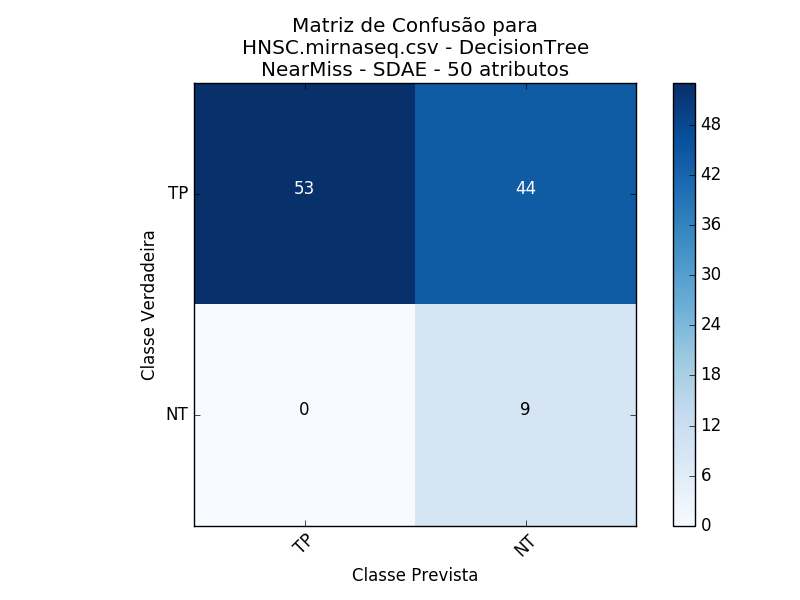 Matriz de Confusão para
HNSC.mirnaseq.csv - DecisionTree
NearMiss - SDAE - 50 atributos
Classe Verdadeira
TP
53
44
NT
0
9
TP
NT
Classe Prevista
48
42
36
30
24
18
12
6
0